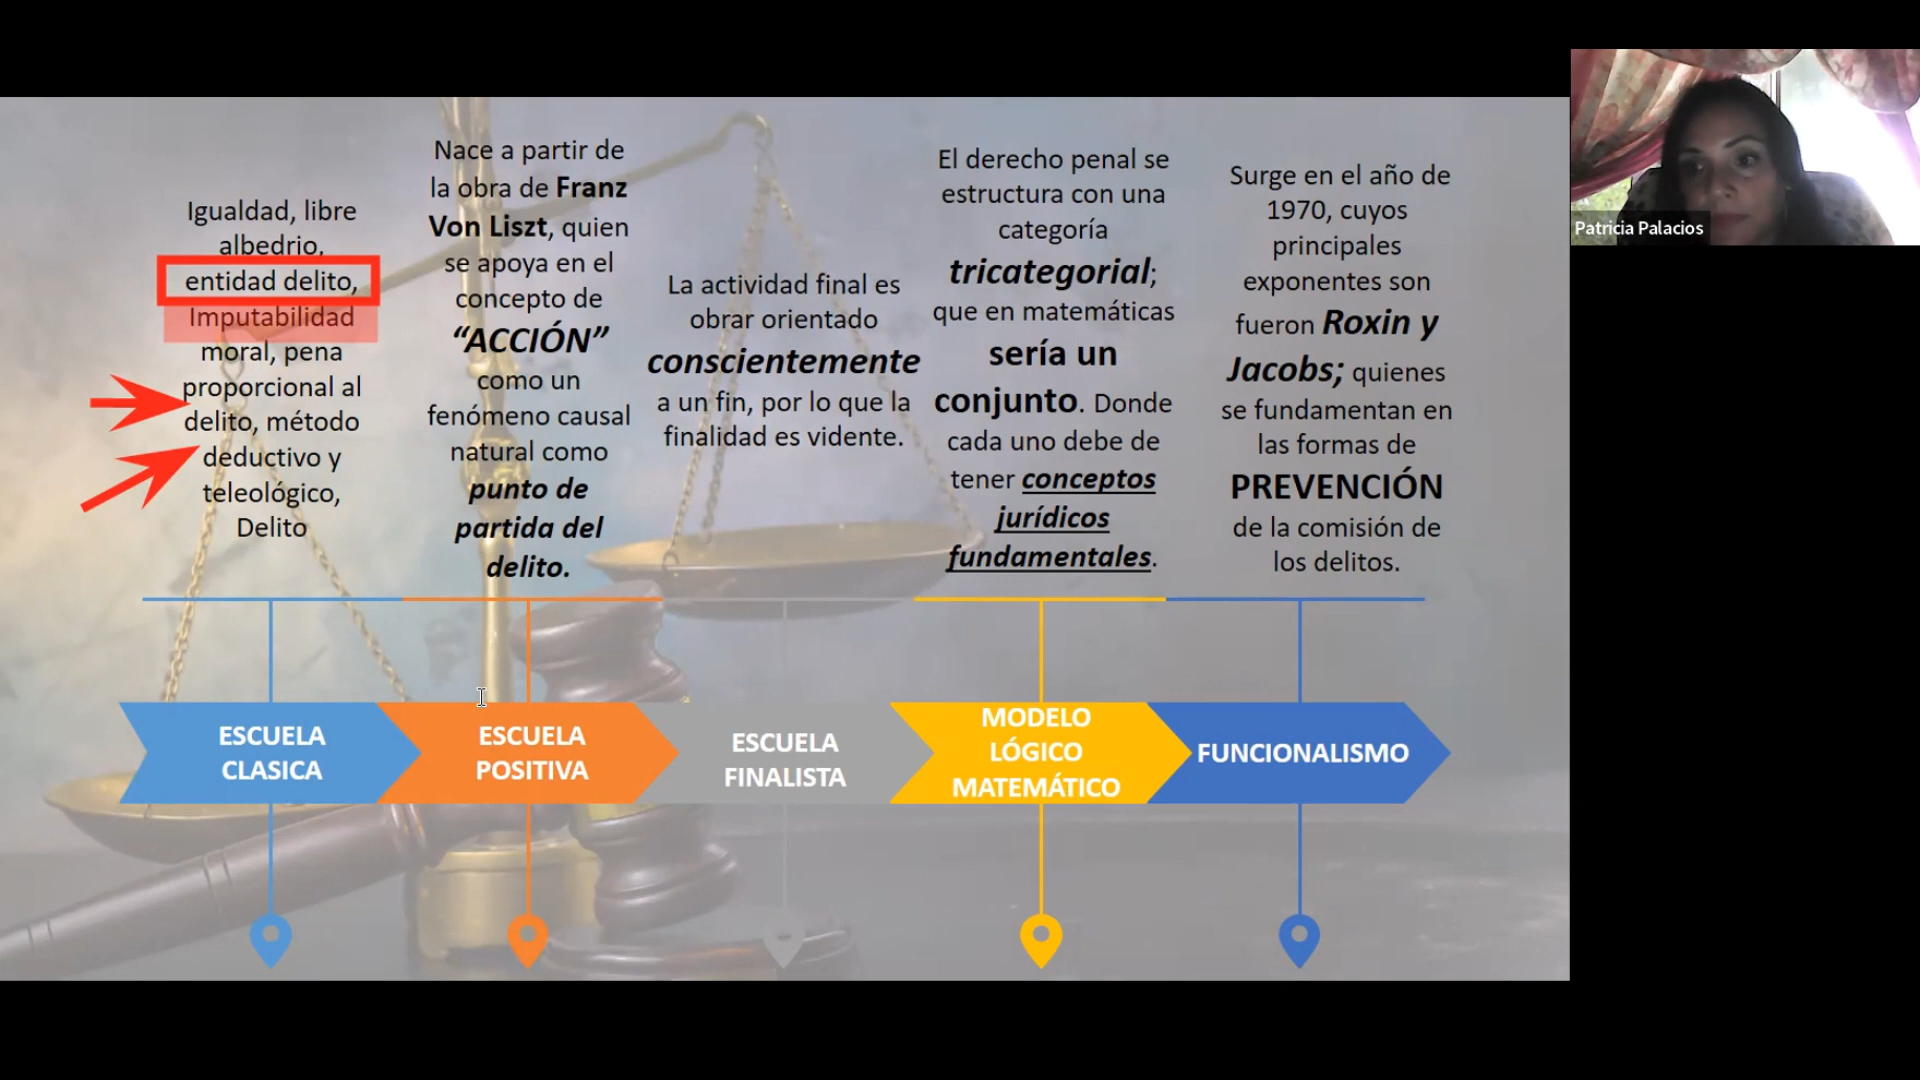 Igualdad, libre
albedrio,
entidad delito,
Imputabilidad
moral, pena
proporcional al
delito, método
deductivo y
teleológico,
Delito
Nace a partir de
la obra de Franz
Von Liszt, quien
se apoya en el
concepto de
“ACCIÓN”
como un
fenómeno causal
natural como
punto de
partida del
delito.
La actividad final es
obrar orientado
conscientemente
a un fin, por lo que la
finalidad es vidente.
El derecho penal se
estructura con una
categoría
tricategorial;
que en matemáticas
sería un
conjunto. Donde
cada uno debe de
tener conceptos
jurídicos
fundamentales.
Surge en el año de
1970, cuyos
principales
exponentes son
fueron Roxin y
Jacobs; quienes
se fundamentan en
las formas de
PREVENCIÓN
de la comisión de
los delitos.
ESCUELA
CLASICA
ESCUELA
POSITIVA
ESCUELA
FINALISTA
MODELO
LÓGICO
MATEMÁTICO
FUNCIONALISMO
Patricia Palacios